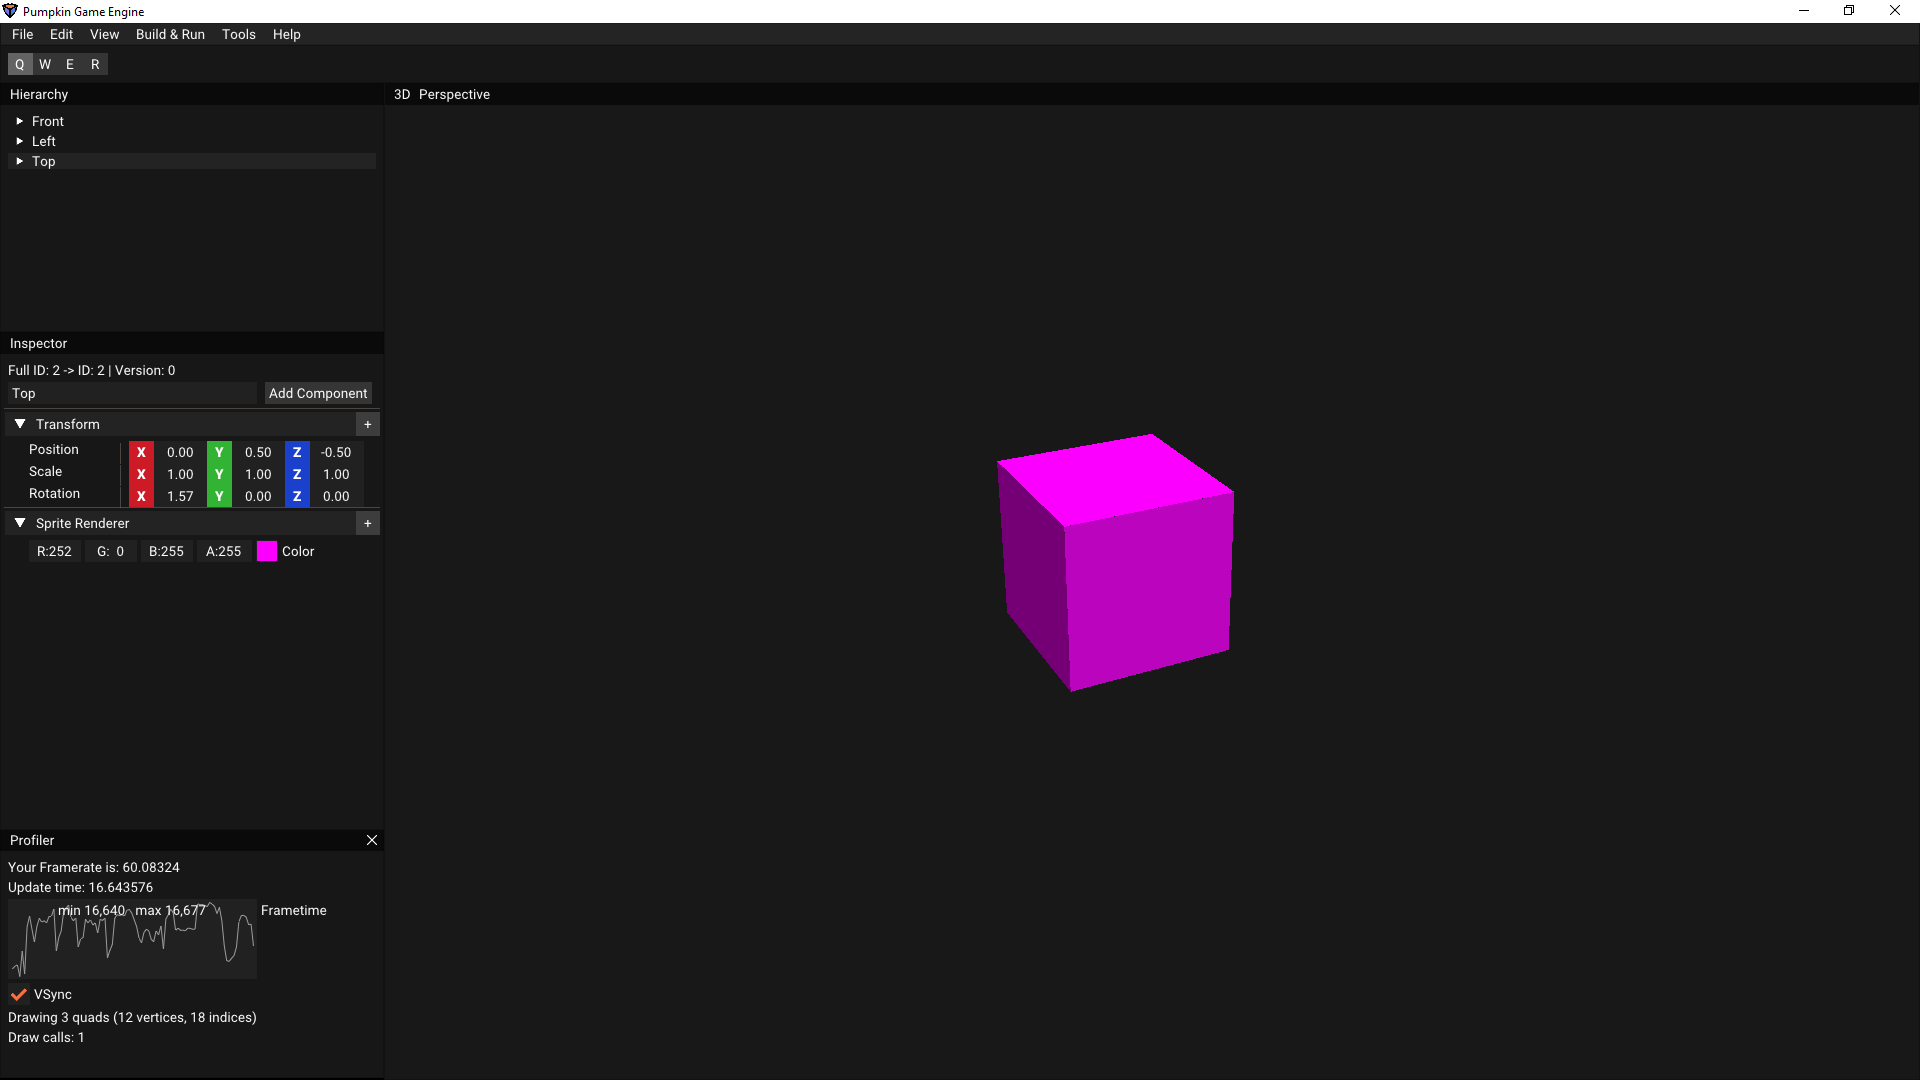 Pumpkin Game Engine
File Edit View Build & Run Tools Help
Q W E R
Hierarchy
Front
Left
Top
3D Perspective
Inspector
Full ID: 2 -> ID: 2 | Version: 0
Top Add Component
Transform +
Position X 0.00 Y 0.50 Z -0.50
Scale X 1.00 Y 1.00 Z 1.00
Rotation X 1.57 Y 0.00 Z 0.00
Sprite Renderer +
R:252 G: 0 B:255 A:255 Color
Profiler
Your Framerate is: 60.08324
Update time: 16.643576
min 16,640 max 16,677 Frametime
VSync
Drawing 3 quads (12 vertices, 18 indices)
Draw calls: 1